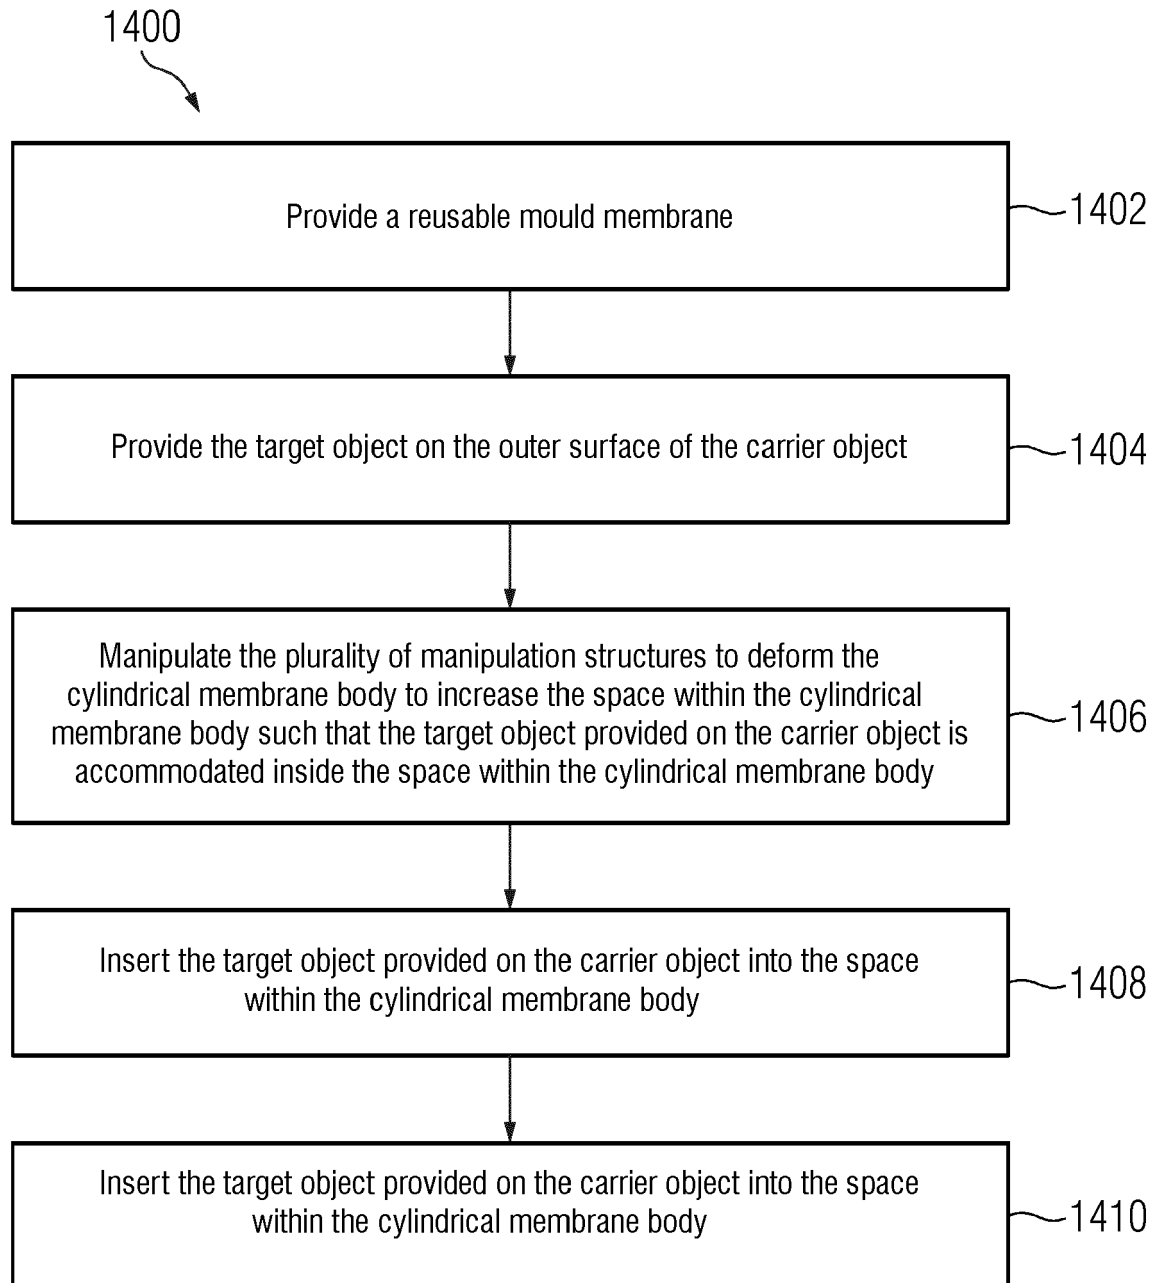 1400
Provide a reusable mould membrane
1402
Provide the target object on the outer surface of the carrier object
1404
Manipulate the plurality of manipulation structures to deform the
cylindrical membrane body to increase the space within the cylindrical
membrane body such that the target object provided on the carrier object is
accommodated inside the space within the cylindrical membrane body
1406
Insert the target object provided on the carrier object into the space
within the cylindrical membrane body
1408
Insert the target object provided on the carrier object into the space
within the cylindrical membrane body
1410